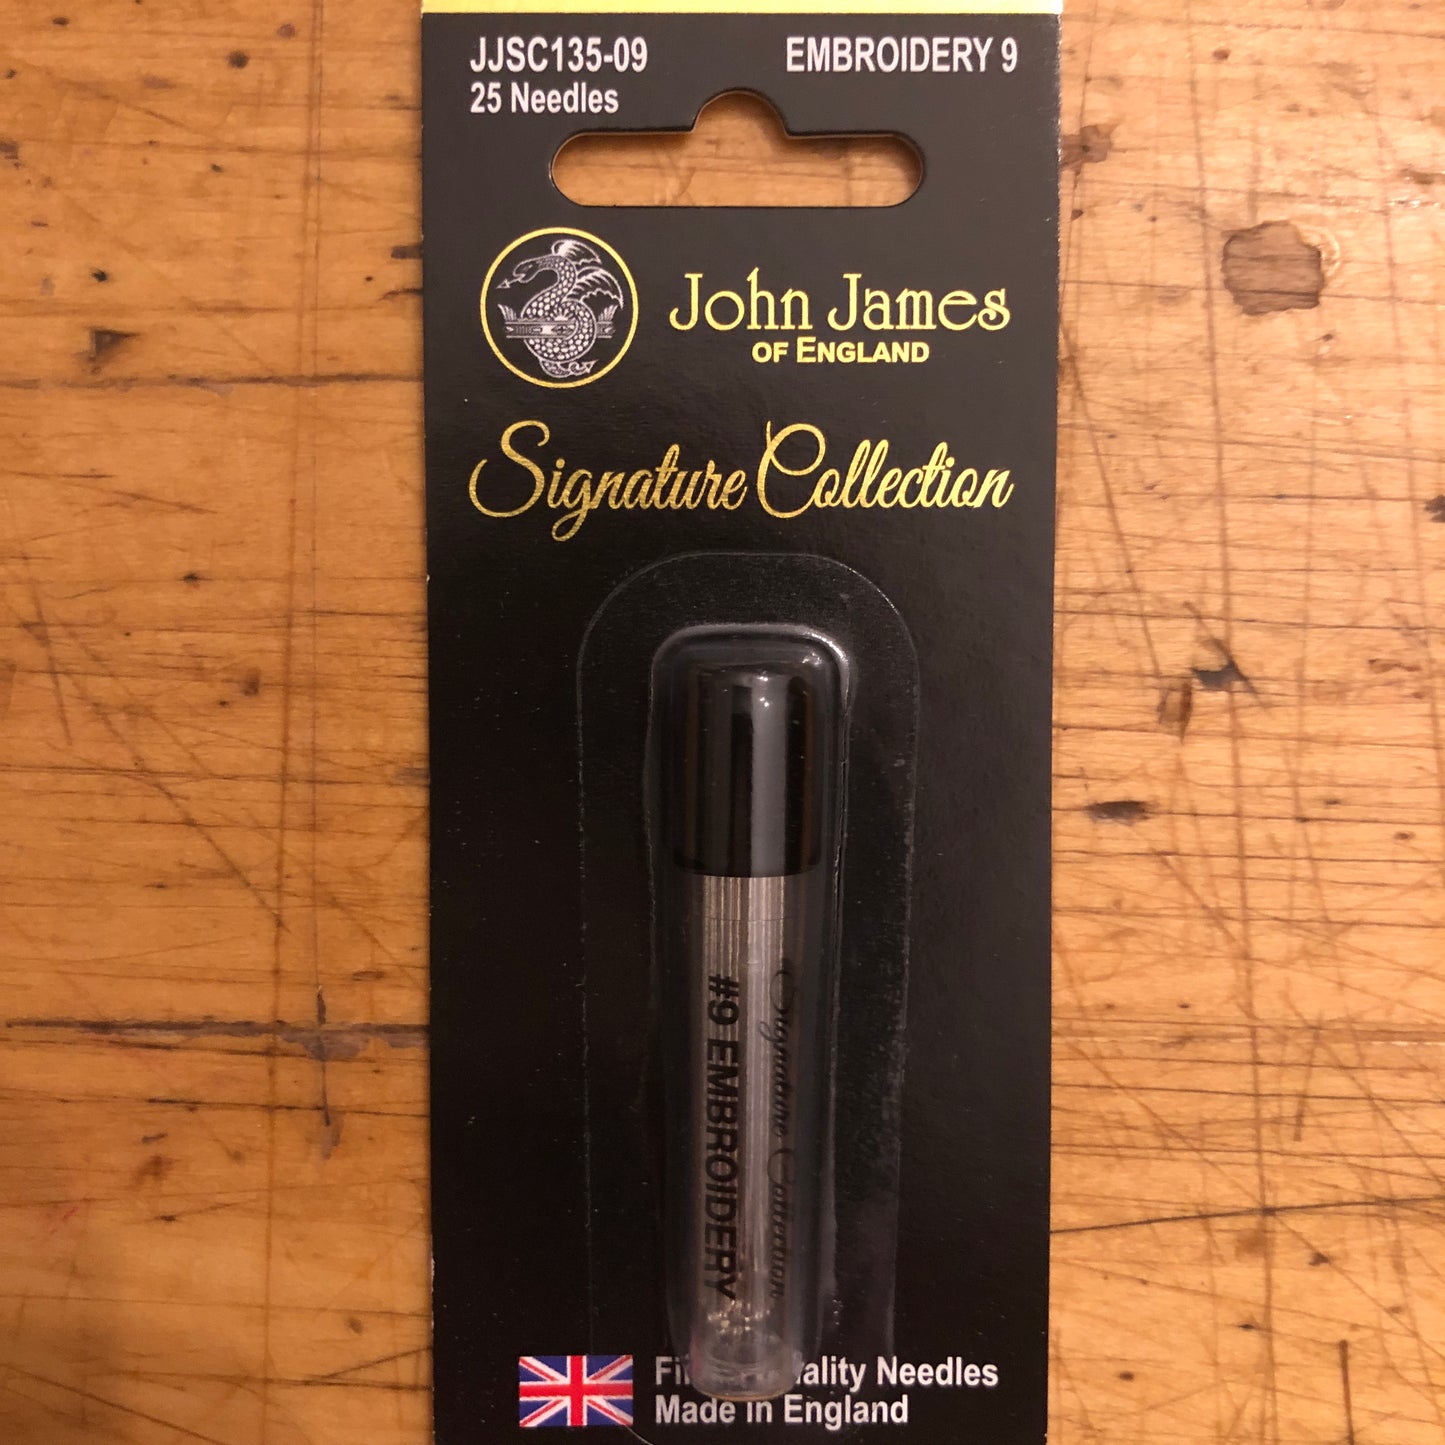 JJSC135-09
EMBROIDERY 9
25 Needles
John James
OF ENGLAND
Signature Collection
Signature Collection
#9 EMBROIDERY
Needles
Made in England